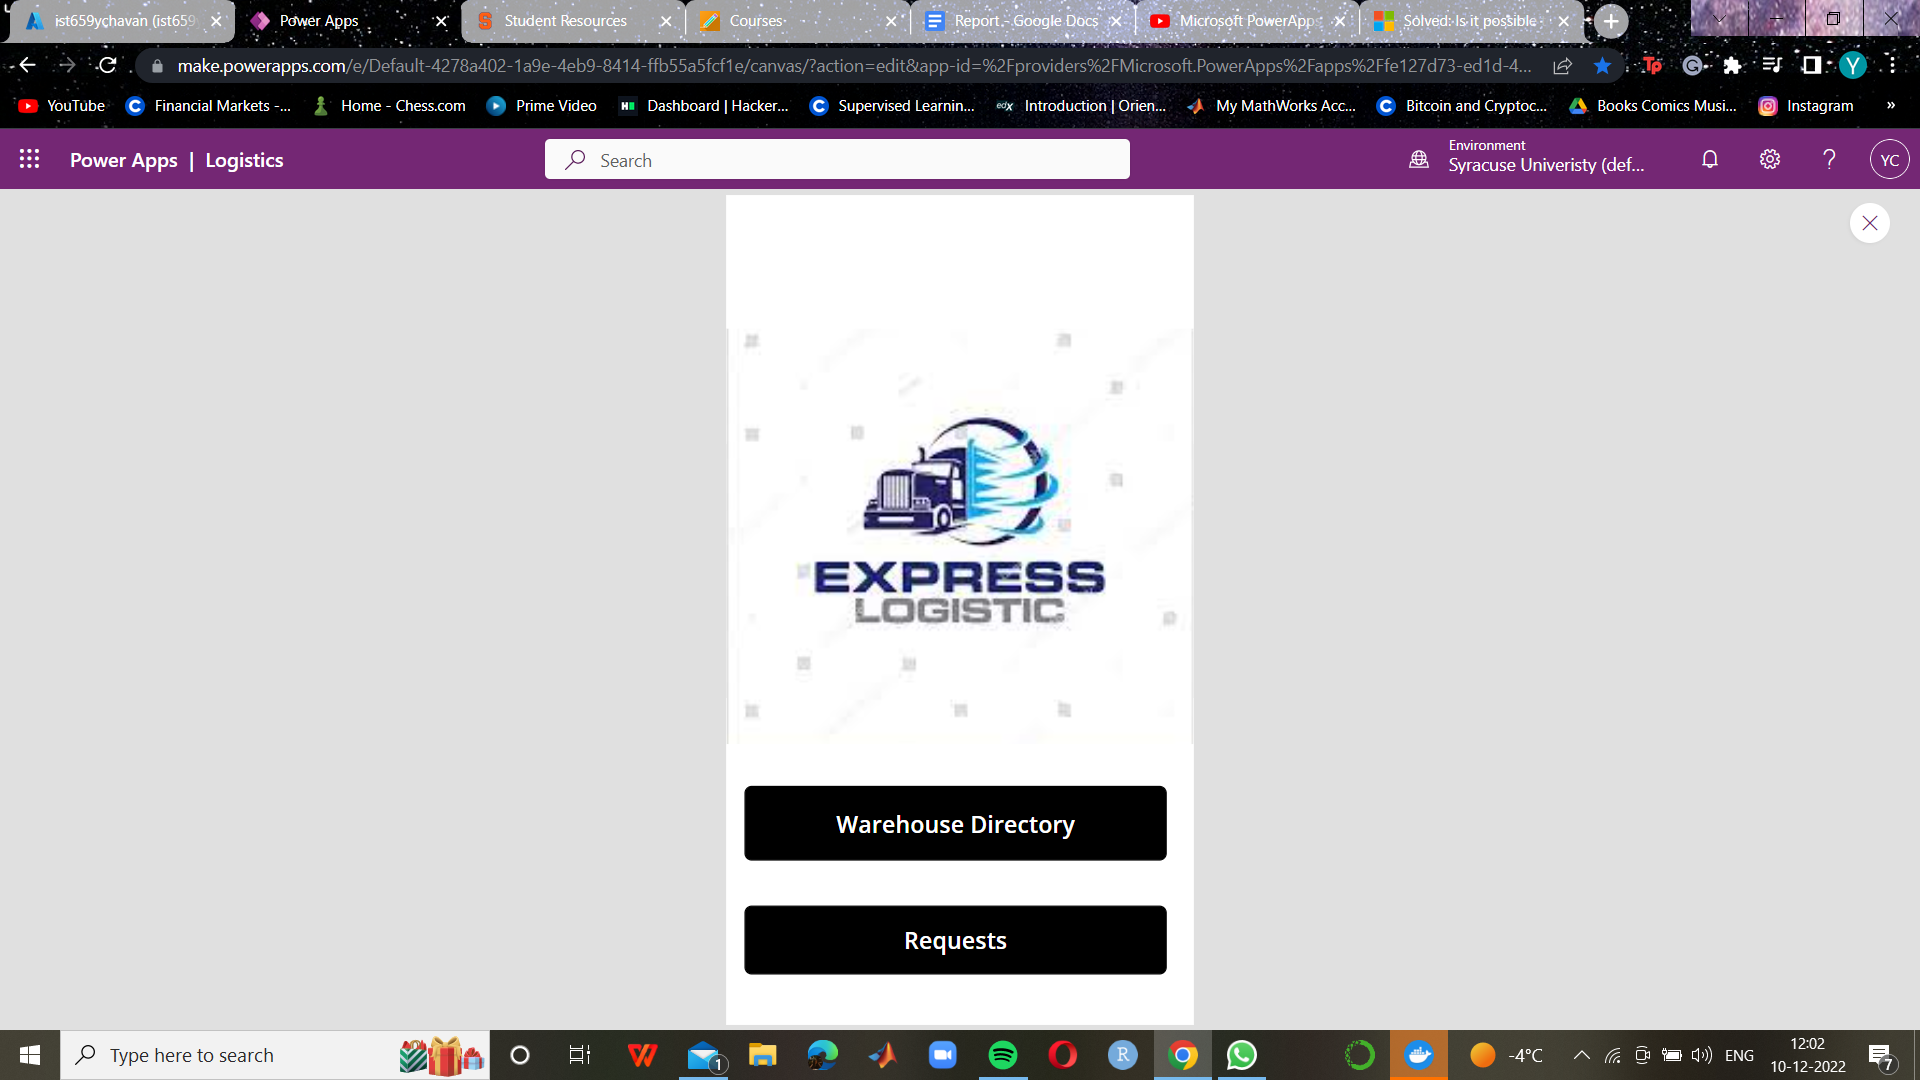 ist659ychavan (ist659
Power Apps
Student Resources
Courses
Report - Google Docs
Microsoft PowerApp
Solved: Is it possible
make.powerapps.com/e/Default-4278a402-1a9e-4eb9-8414-ffb55a5fcf1e/canvas/?action=edit&app-id=%2Fproviders%2FMicrosoft.PowerApps%2Fapps%2Ffe127d73-ed1d-4...
Y
YouTube
Financial Markets -...
Home - Chess.com
Prime Video
Dashboard | Hacker...
Supervised Learnin...
edX Introduction | Orien...
My MathWorks Acc...
Bitcoin and Cryptoc...
Books Comics Musi...
Instagram
»
Power Apps | Logistics
Search
Environment
Syracuse Univeristy (def...
YC
EXPRESS
LOGISTIC
Warehouse Directory
Requests
Type here to search
1
R
-4°C
ENG
12:02
10-12-2022
7